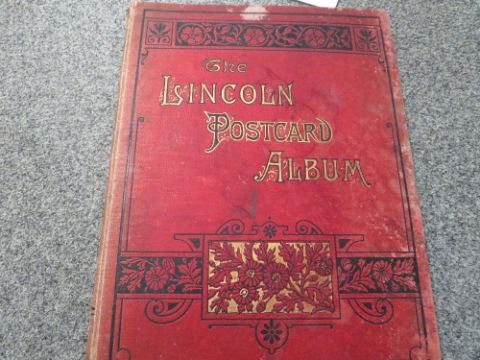 The
LINCOLN
POSTCARD
ALBUM